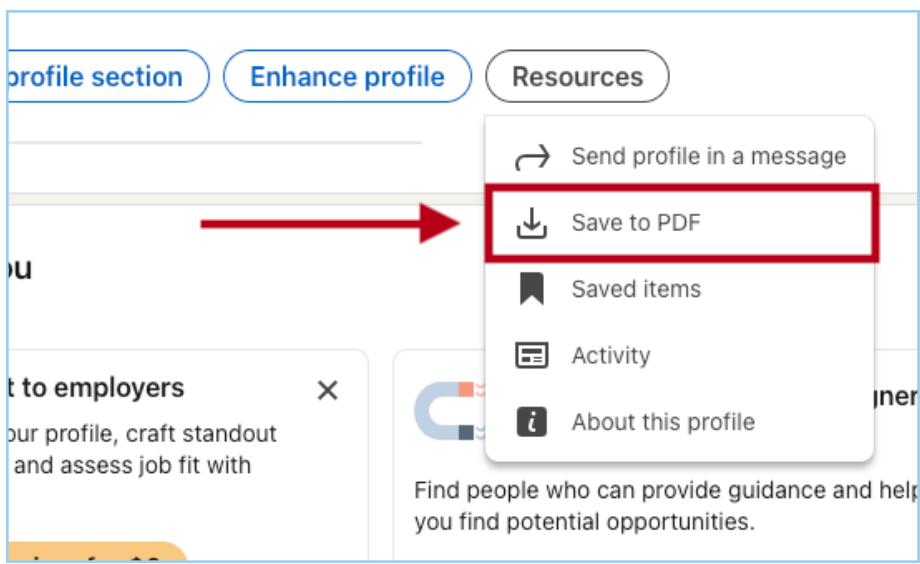 profile section
Enhance profile
Resources
Send profile in a message
Save to PDF
Saved items
Activity
About this profile
ou
t to employers
our profile, craft standout
and assess job fit with
Find people who can provide guidance and help
you find potential opportunities.